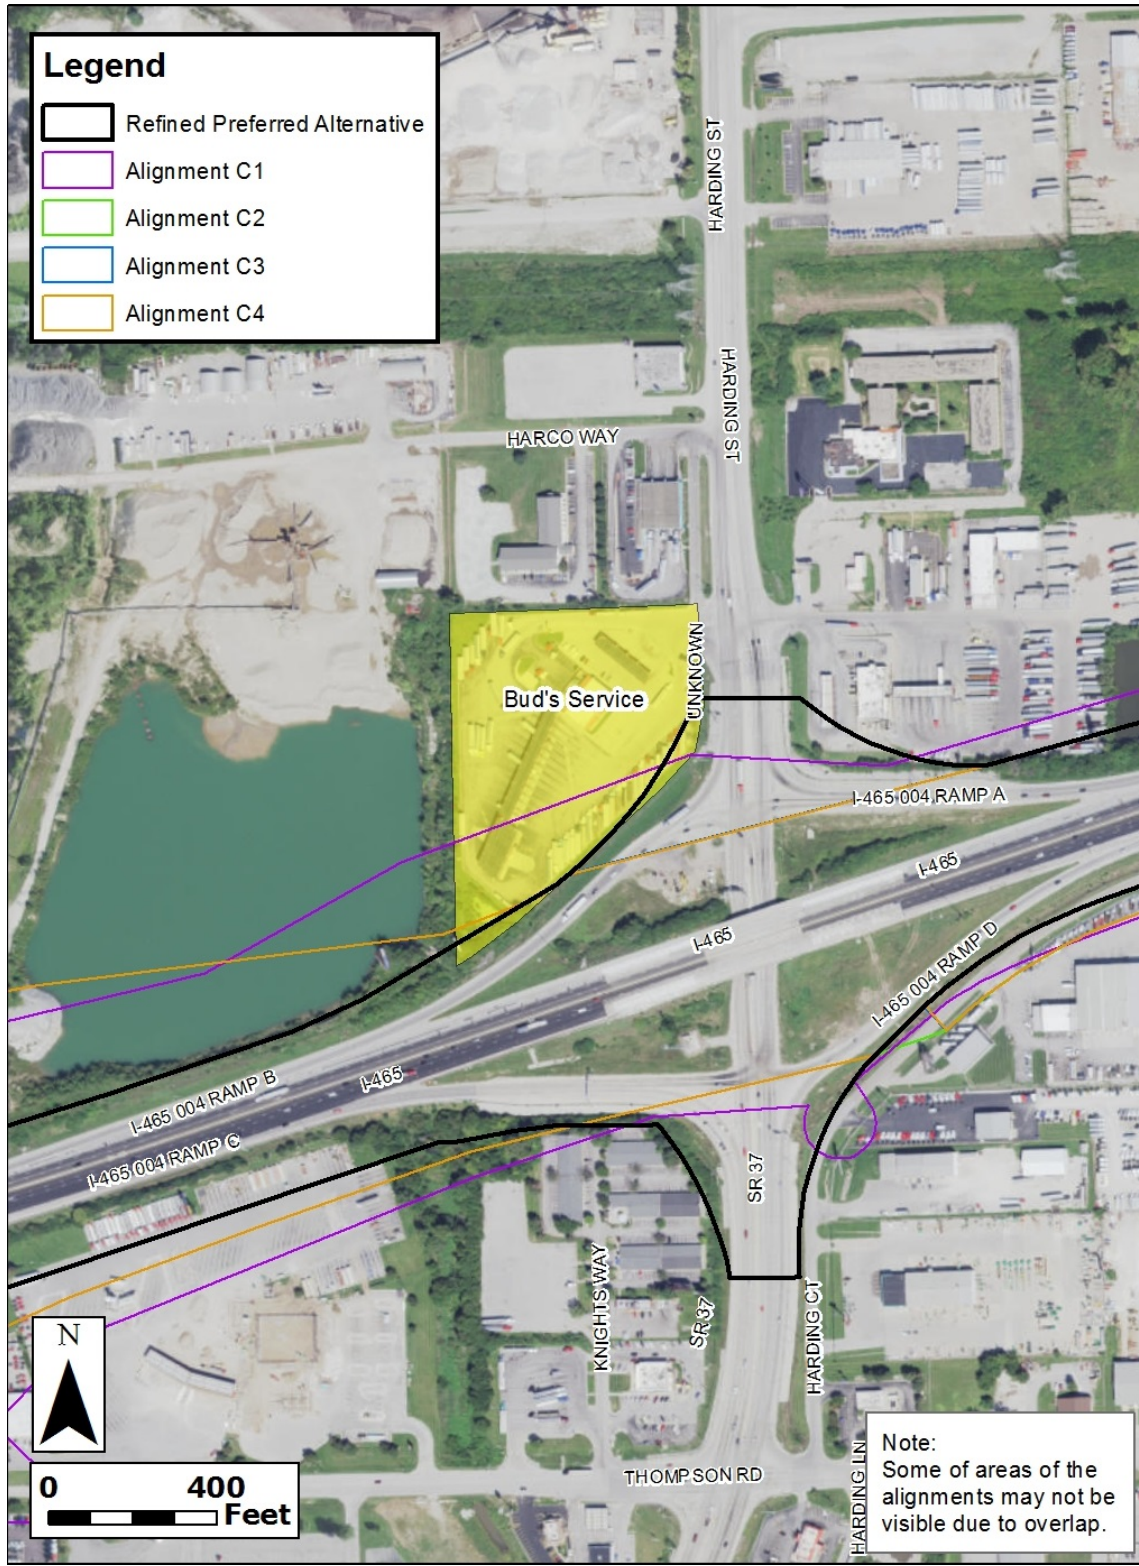 Legend
Refined Preferred Alternative
Alignment C1
Alignment C2
Alignment C3
Alignment C4
HARDING ST
HARDING ST
HARCO WAY
UNKNOWN
Bud's Service
I-465 004 RAMP A
I-465
I-465
I-465 004 RAMP D
I-465
I-465 004 RAMP B
I-465 004 RAMP C
SR 37
KNIGHTS WAY
SR 37
HARDING CT
N
0 400
Feet
THOMPSON RD
HARDING LN
Note:
Some of areas of the
alignments may not be
visible due to overlap.